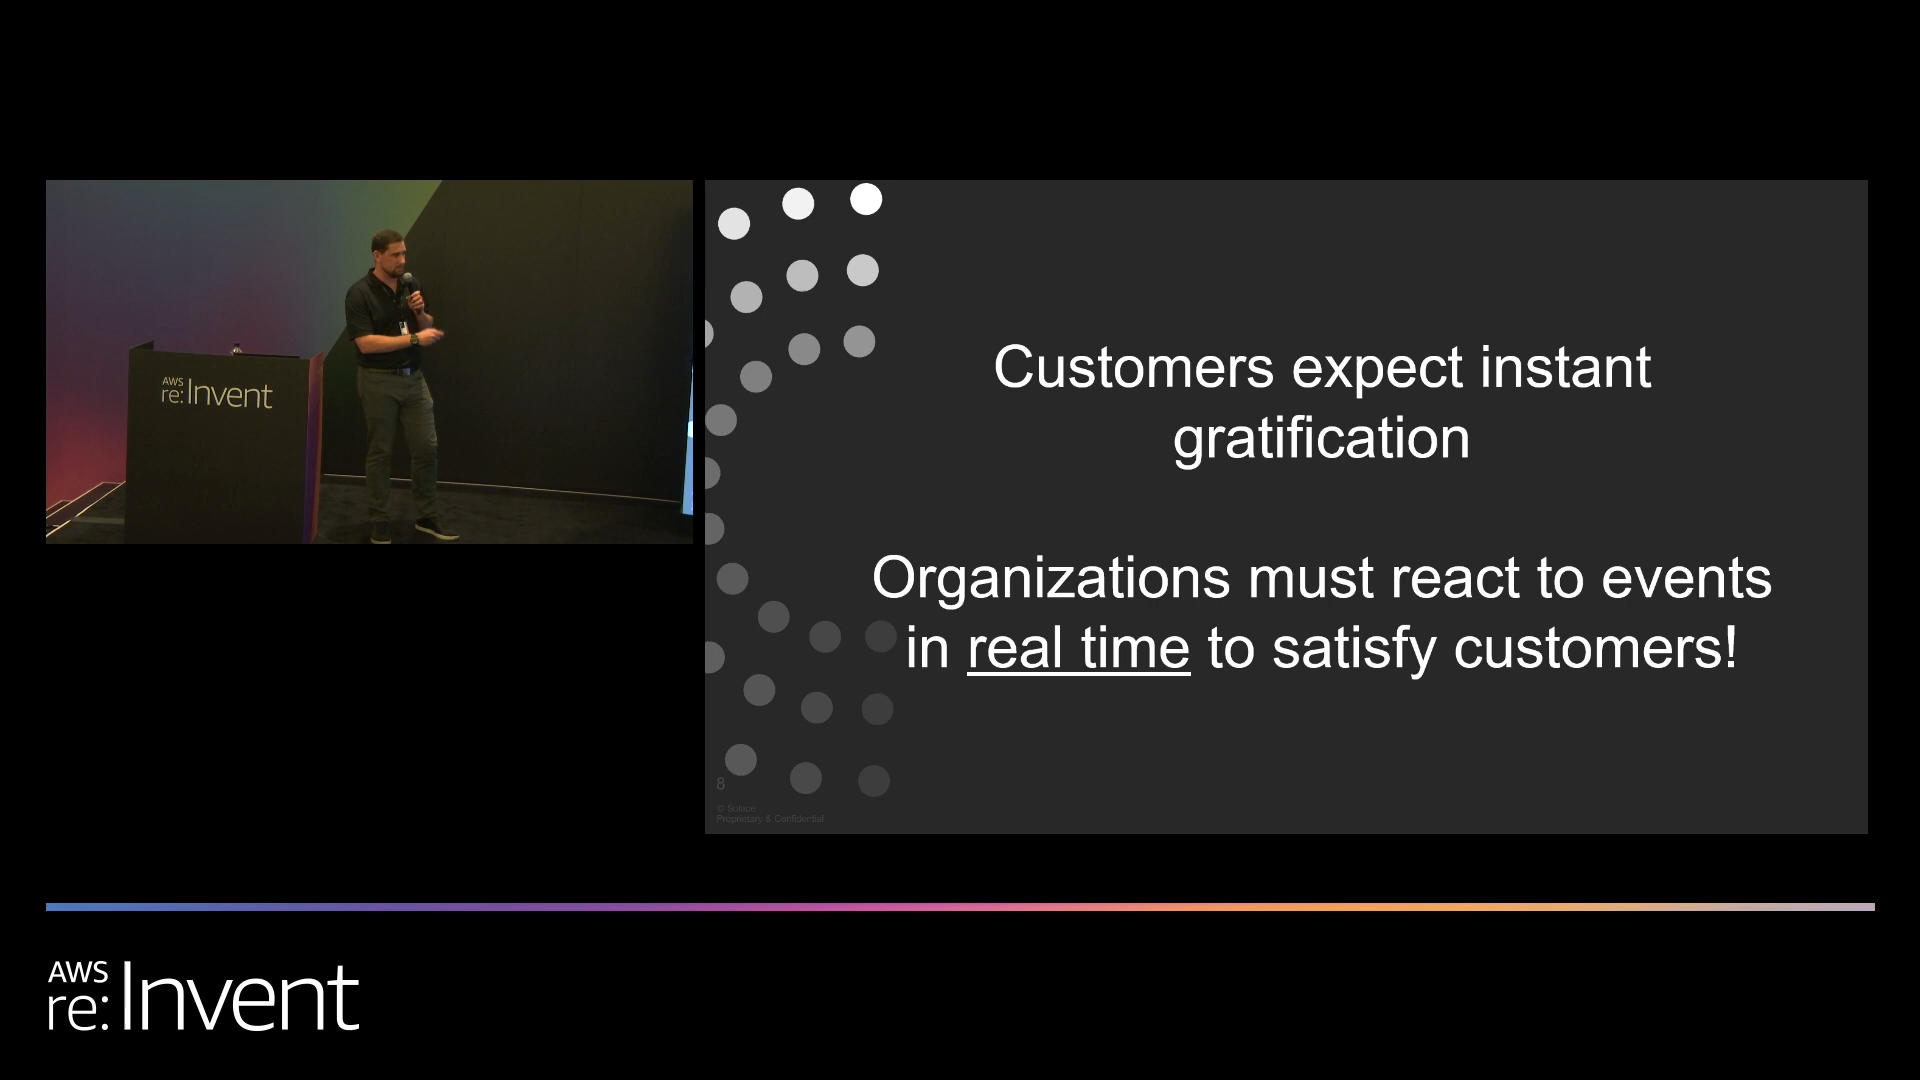 AWS
re:Invent
Customers expect instant
gratification
Organizations must react to events
in real time to satisfy customers!
8
© Solace
Proprietary & Confidential
AWS
re:Invent